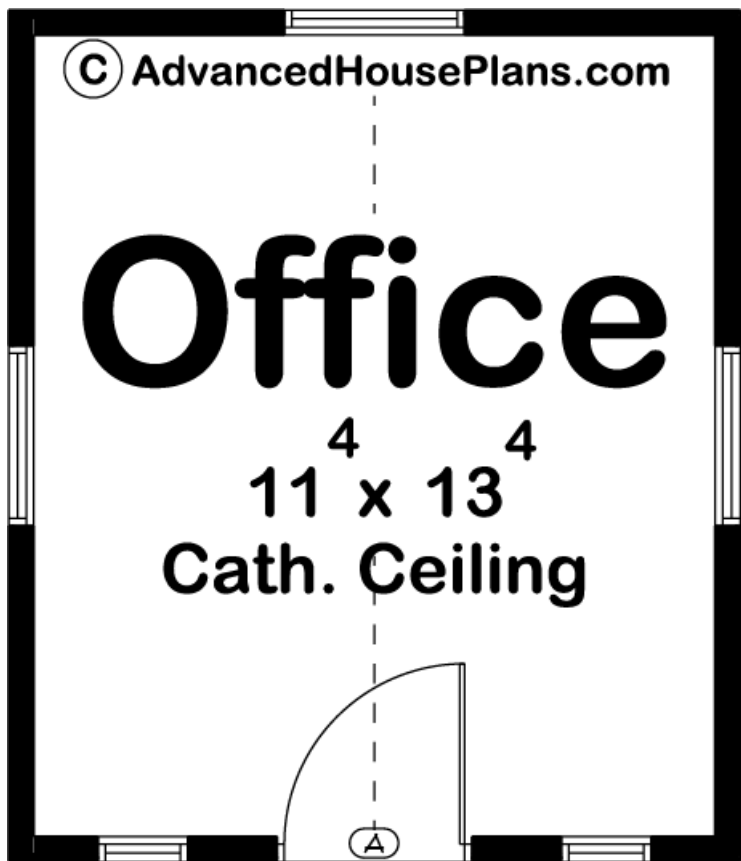 © AdvancedHousePlans.com
Office
11⁴ x 13⁴
Cath. Ceiling
A